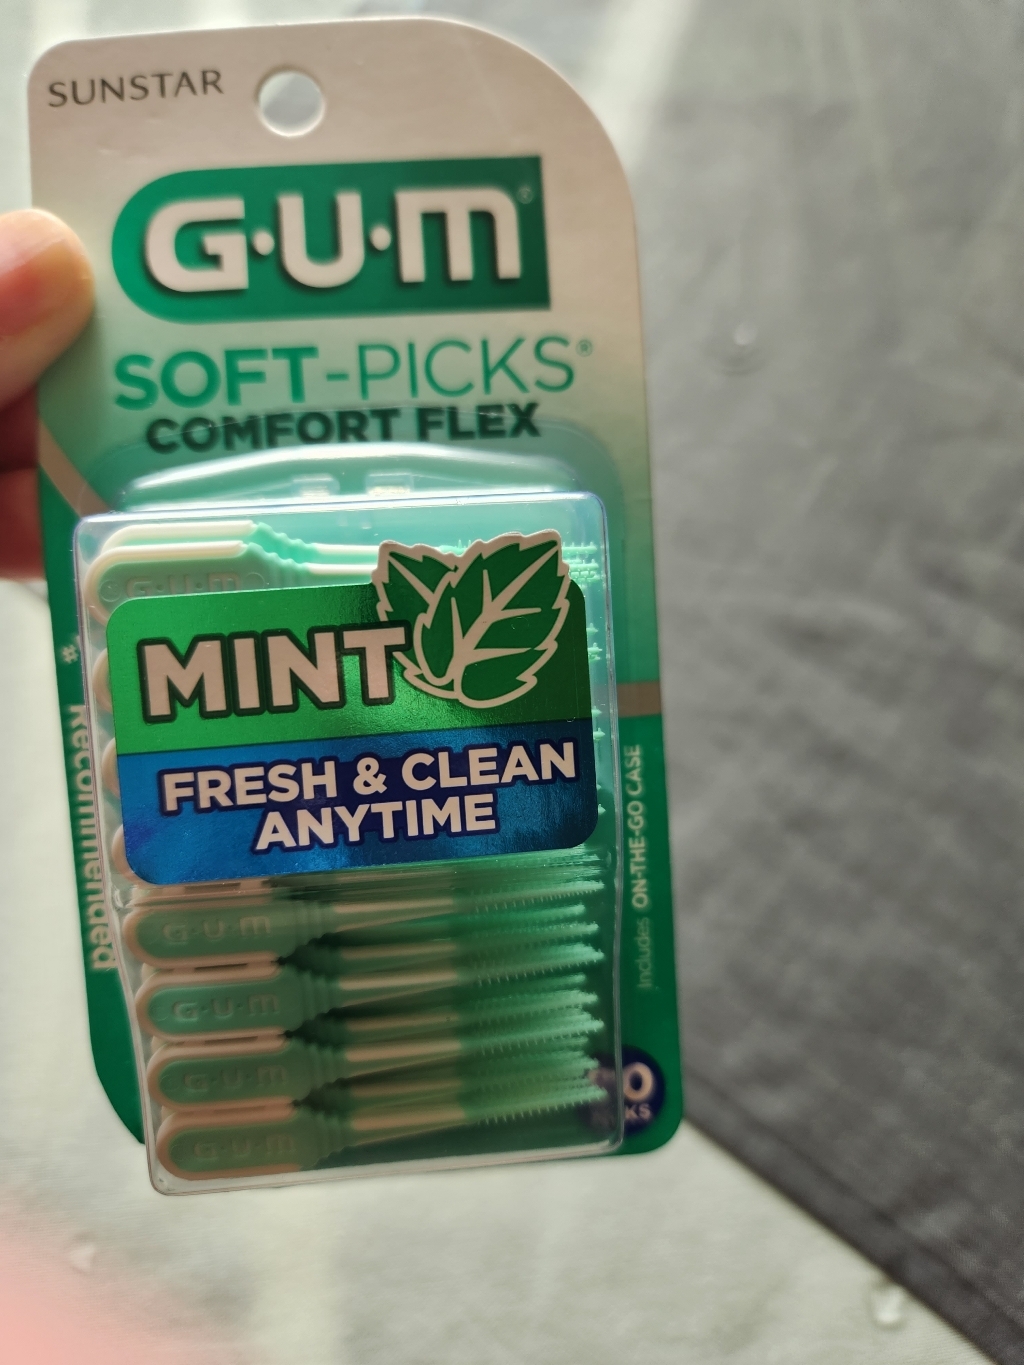 SUNSTAR
G·U·M®
SOFT-PICKS®
COMFORT FLEX
G·U·M
MINT
FRESH & CLEAN
ANYTIME
#
Recommended
Includes ON-THE-GO CASE
G·U·M
G·U·M
G·U·M
G·U·M